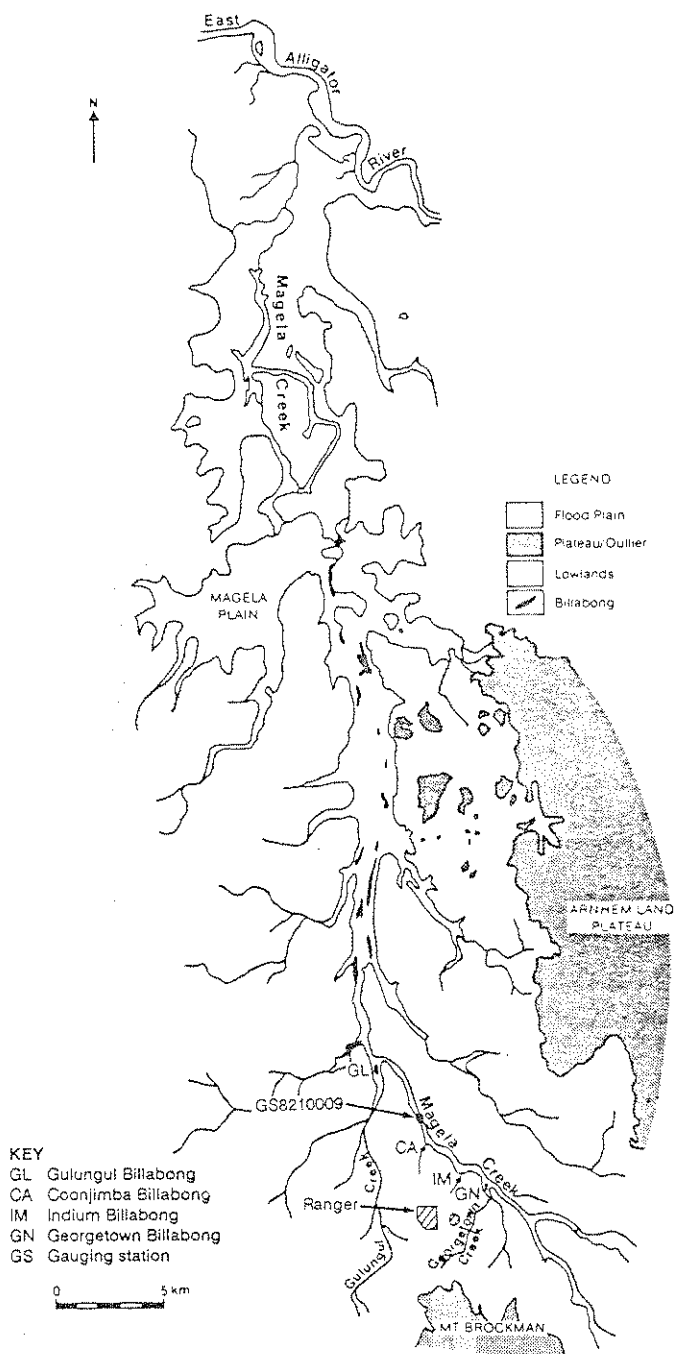 East
Alligator
River
N
Magela
Creek
LEGEND
Flood Plain
Plateau/Outlier
Lowlands
Billabong
MAGELA
PLAIN
ARNHEM LAND
PLATEAU
GL
GS8210009
Magela
Creek
CA
IM
GN
Ranger
Georgetown
Creek
Gulungul
Creek
MT BROCKMAN
KEY
GL Gulungul Billabong
CA Coonjimba Billabong
IM Indium Billabong
GN Georgetown Billabong
GS Gauging station
0 5 km